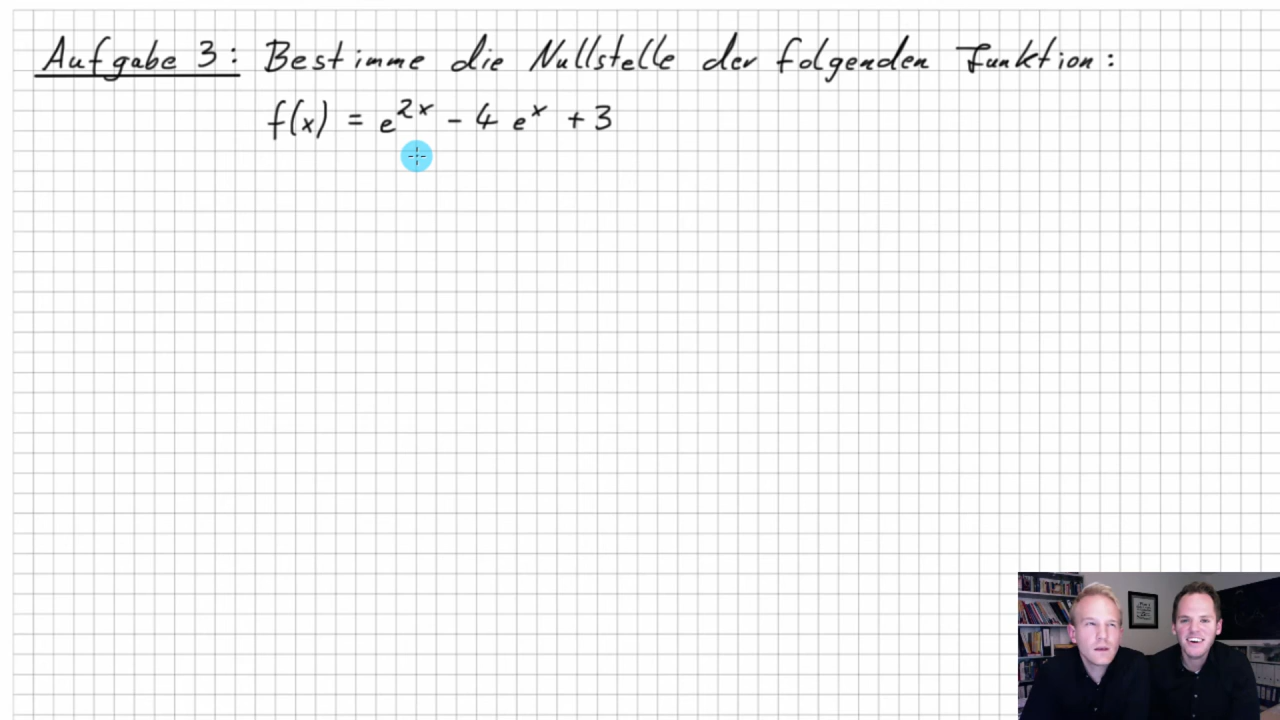 Aufgabe 3: Bestimme die Nullstelle der folgenden Funktion:
f(x) = e^{2x} - 4 e^x + 3